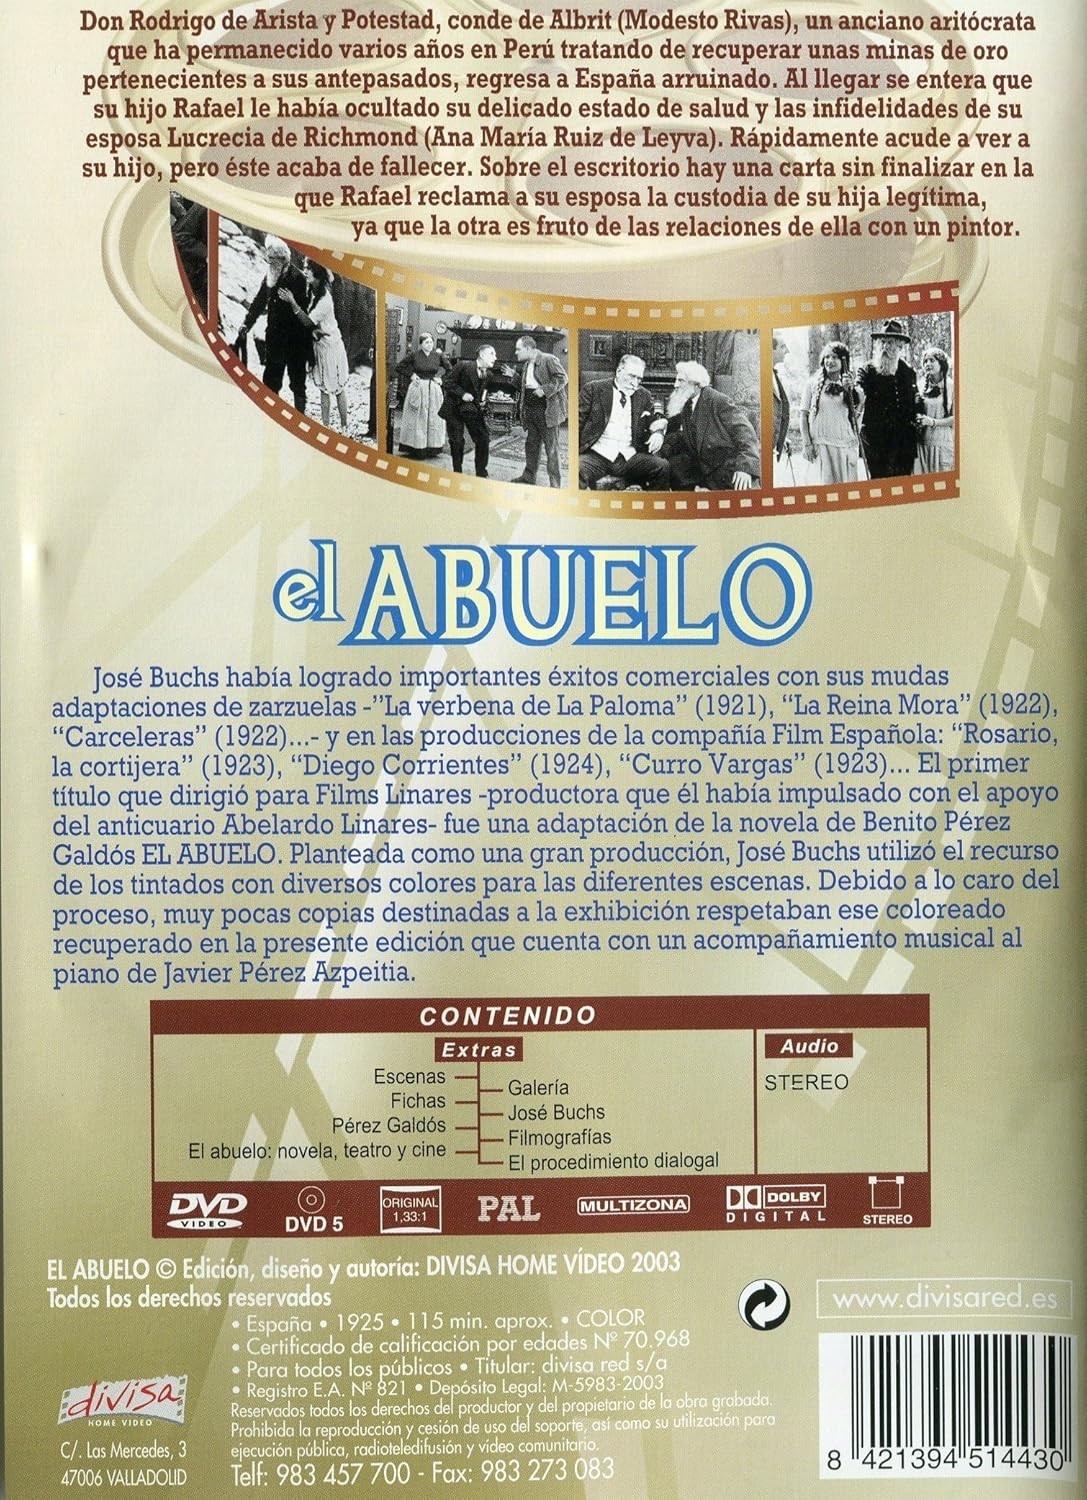 Don Rodrigo de Arista y Potestad, conde de Albrit (Modesto Rivas), un anciano aritócrata
que ha permanecido varios años en Perú tratando de recuperar unas minas de oro
pertenecientes a sus antepasados, regresa a España arruinado. Al llegar se entera que
su hijo Rafael le había ocultado su delicado estado de salud y las infidelidades de su
esposa Lucrecia de Richmond (Ana María Ruiz de Leyva). Rápidamente acude a ver a
su hijo, pero éste acaba de fallecer. Sobre el escritorio hay una carta sin finalizar en la
que Rafael reclama a su esposa la custodia de su hija legítima,
ya que la otra es fruto de las relaciones de ella con un pintor.
el ABUELO
José Buchs había logrado importantes éxitos comerciales con sus mudas
adaptaciones de zarzuelas -"La verbena de La Paloma" (1921), "La Reina Mora" (1922),
"Carceleras" (1922)...- y en las producciones de la compañía Film Española: "Rosario,
la cortijera" (1923), "Diego Corrientes" (1924), "Curro Vargas" (1923)... El primer
título que dirigió para Films Linares -productora que él había impulsado con el apoyo
del anticuario Abelardo Linares- fue una adaptación de la novela de Benito Pérez
Galdós EL ABUELO. Planteada como una gran producción, José Buchs utilizó el recurso
de los tintados con diversos colores para las diferentes escenas. Debido a lo caro del
proceso, muy pocas copias destinadas a la exhibición respetaban ese coloreado
recuperado en la presente edición que cuenta con un acompañamiento musical al
piano de Javier Pérez Azpeitia.
CONTENIDO
Extras
Escenas
Fichas
Pérez Galdós
El abuelo: novela, teatro y cine
Galería
José Buchs
Filmografías
El procedimiento dialogal
Audio
STEREO
DVD
VIDEO
DVD 5
ORIGINAL
1,33:1
PAL
MULTIZONA
DOLBY
DIGITAL
STEREO
EL ABUELO © Edición, diseño y autoría: DIVISA HOME VÍDEO 2003
Todos los derechos reservados
• España • 1925 • 115 min. aprox. • COLOR
• Certificado de calificación por edades Nº 70.968
• Para todos los públicos • Titular: divisa red s/a
• Registro E.A. Nº 821 • Depósito Legal: M-5983-2003
Reservados todos los derechos del productor y del propietario de la obra grabada.
Prohibida la reproducción y cesión de uso del soporte, así como su utilización para
ejecución pública, radioteledifusión y vídeo comunitario.
Telf: 983 457 700 - Fax: 983 273 083
divisa
HOME VIDEO
C/. Las Mercedes, 3
47006 VALLADOLID
www.divisared.es
8 421394 514430